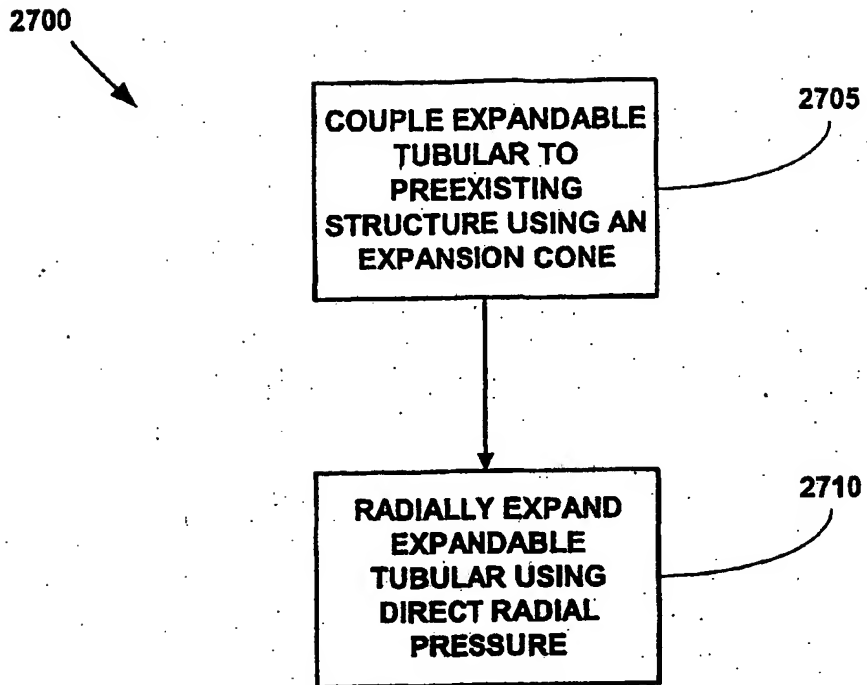 2700
COUPLE EXPANDABLE
TUBULAR TO
PREEXISTING
STRUCTURE USING AN
EXPANSION CONE
2705
RADIALLY EXPAND
EXPANDABLE
TUBULAR USING
DIRECT RADIAL
PRESSURE
2710